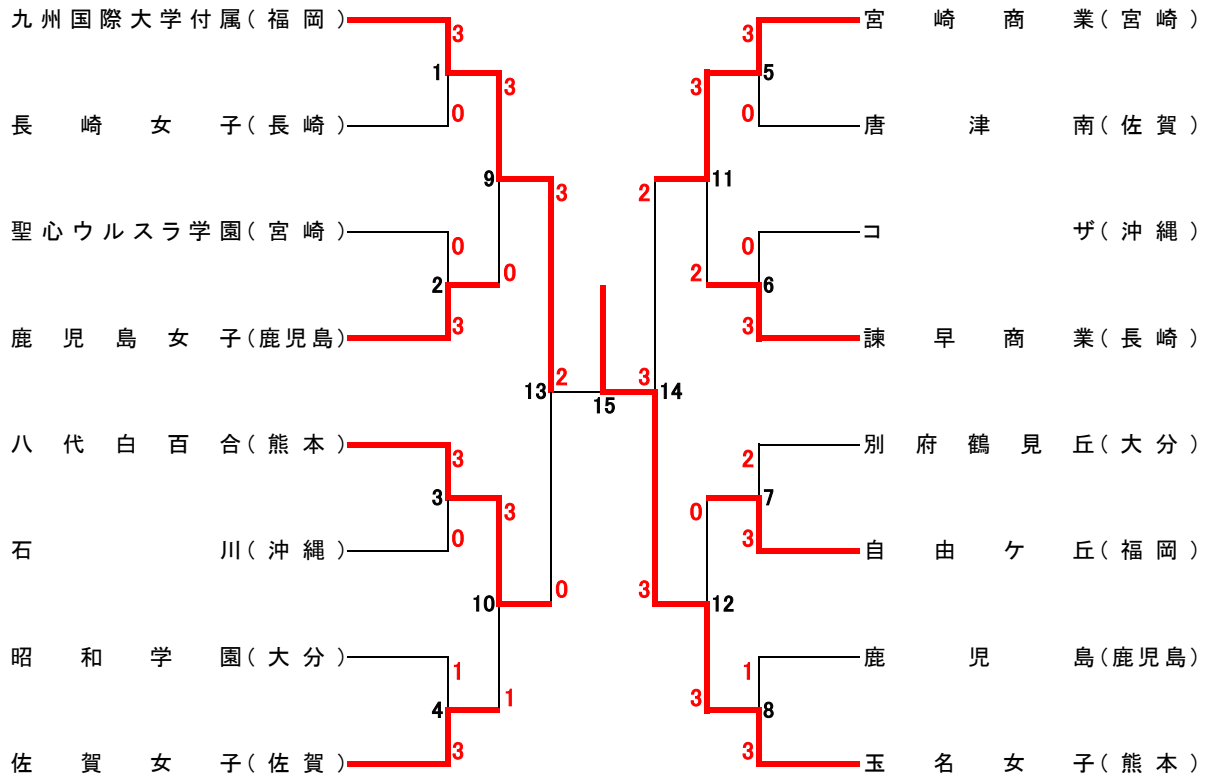 九州国際大学付属(福岡) 3 3 宮崎商業(宮崎)
1 3 3 5
長崎女子(長崎) 0 0 唐津南(佐賀)
9 3 2 11
聖心ウルスラ学園(宮崎) 0 0 コザ(沖縄)
2 0 2 6
鹿児島女子(鹿児島) 3 3 諫早商業(長崎)
13 2 15 3 14
八代白百合(熊本) 3 2 別府鶴見丘(大分)
3 3 0 7
石川(沖縄) 0 3 自由ケ丘(福岡)
10 0 3 12
昭和学園(大分) 1 1 鹿児島(鹿児島)
4 1 3 8
佐賀女子(佐賀) 3 3 玉名女子(熊本)